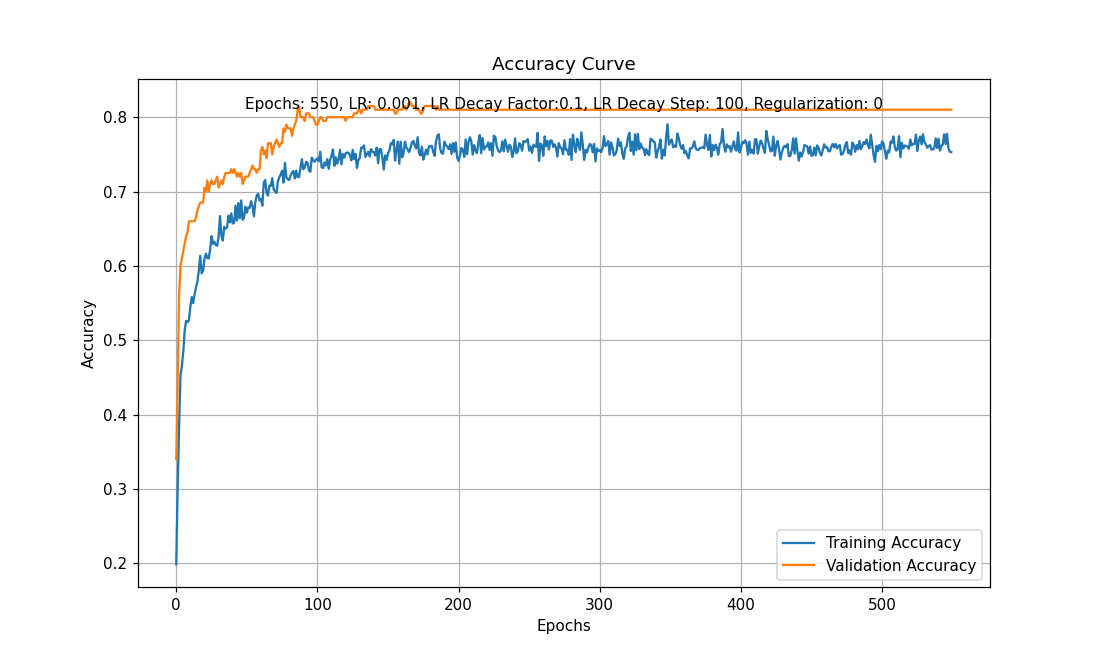 Accuracy Curve
Epochs: 550, LR: 0.001, LR Decay Factor:0.1, LR Decay Step: 100, Regularization: 0
0.8
0.7
0.6
0.5
0.4
0.3
0.2
Accuracy
0 100 200 300 400 500
Epochs
Training Accuracy
Validation Accuracy